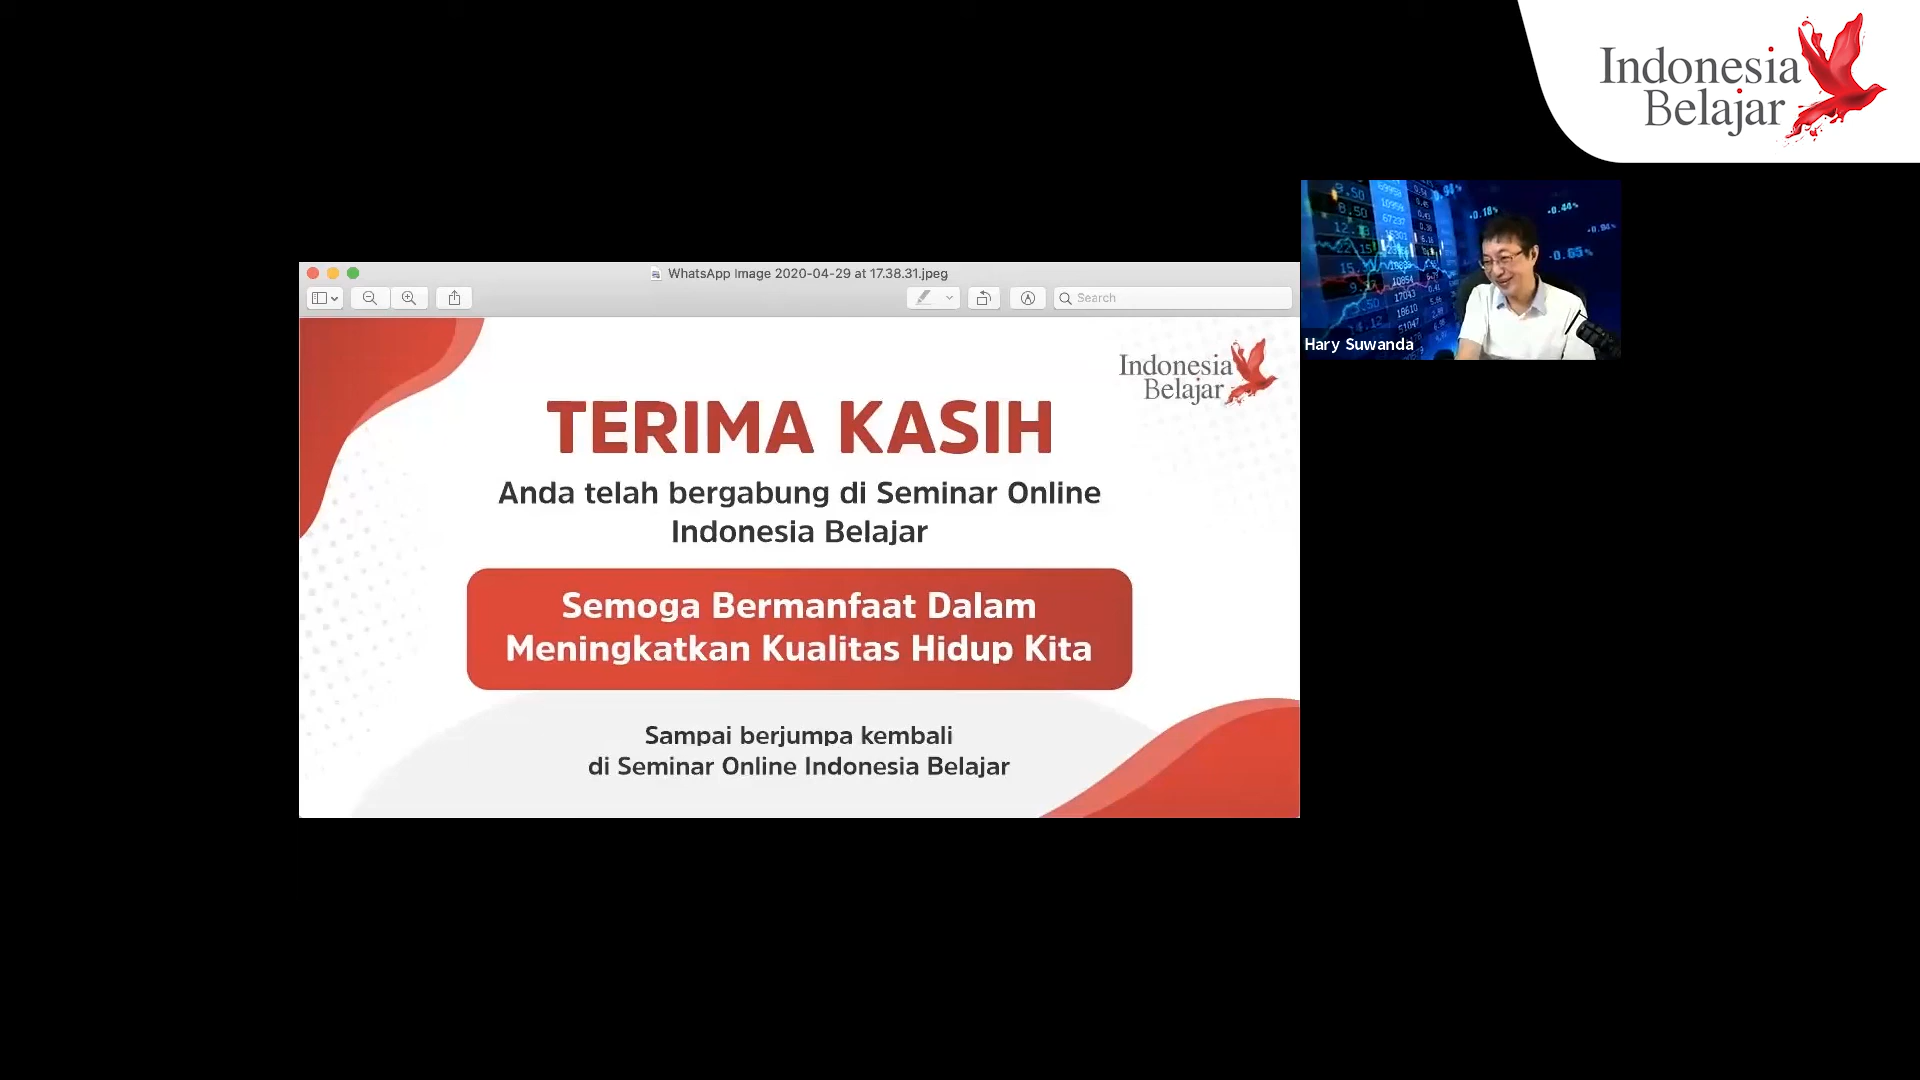 Indonesia
Belajar
WhatsApp Image 2020-04-29 at 17.38.31.jpeg
Search
Indonesia
Belajar
TERIMA KASIH
Anda telah bergabung di Seminar Online
Indonesia Belajar
Semoga Bermanfaat Dalam
Meningkatkan Kualitas Hidup Kita
Sampai berjumpa kembali
di Seminar Online Indonesia Belajar
Hary Suwanda